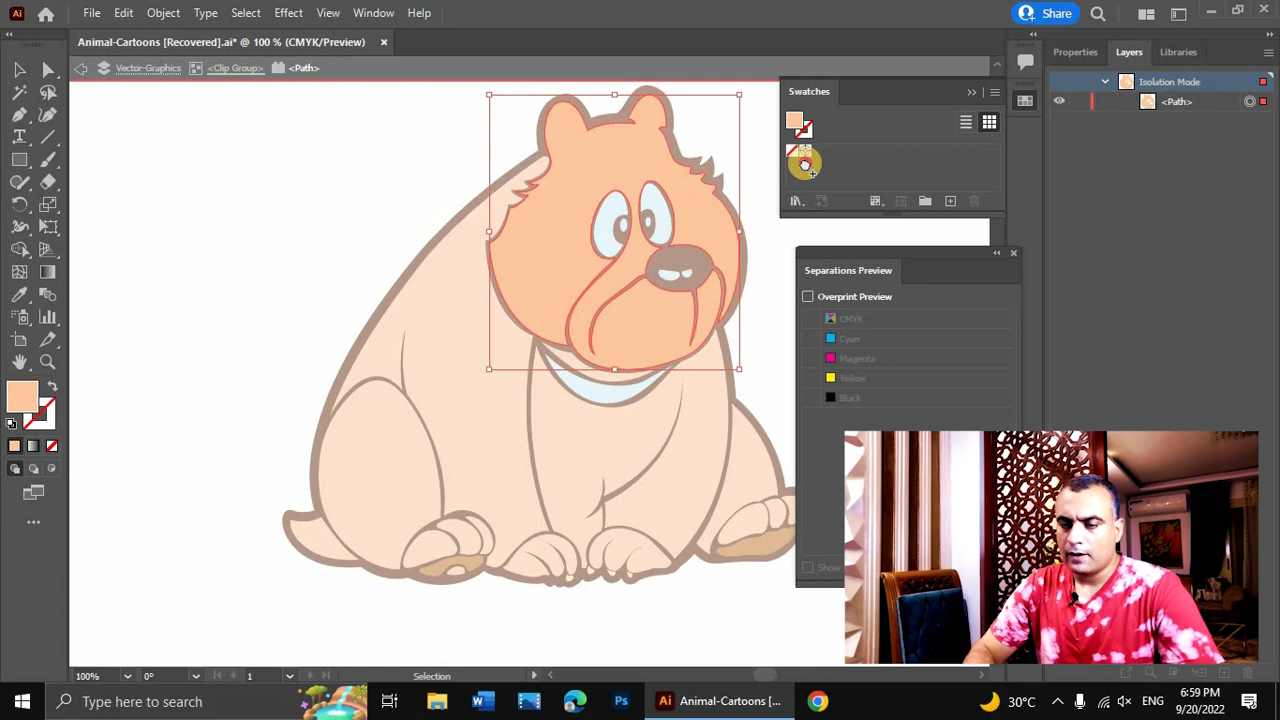 Ai
File Edit Object Type Select Effect View Window Help
Share
Animal-Cartoons [Recovered].ai* @ 100 % (CMYK/Preview) ×
Properties Layers Libraries
Vector-Graphics <Clip Group> <Path>
Isolation Mode
<Path>
Swatches
Separations Preview
Overprint Preview
CMYK
Cyan
Magenta
Yellow
Black
Show
100% 0° 1 Selection
Type here to search
W
Ps
Ai Animal-Cartoons [...
30°C
ENG
6:59 PM
9/20/2022